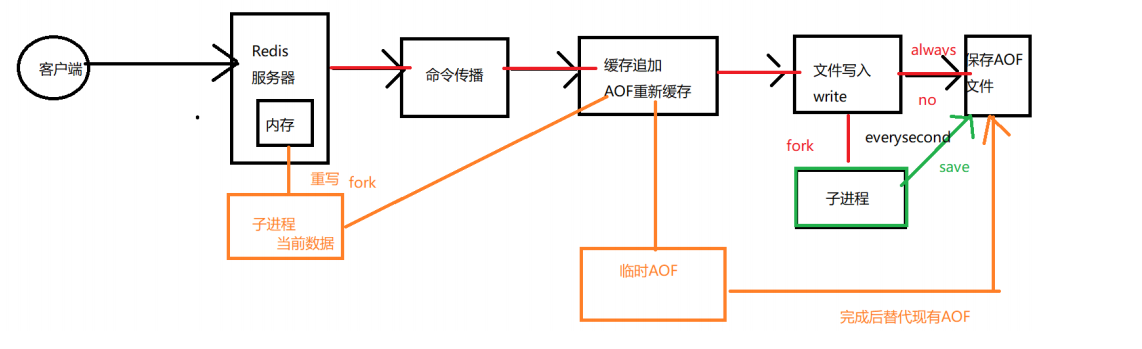 客户端
Redis
服务器
内存
命令传播
缓存追加
AOF重新缓存
文件写入
write
always
no
保存AOF
文件
fork
everysecond
save
子进程
重写 fork
子进程
当前数据
临时AOF
完成后替代现有AOF